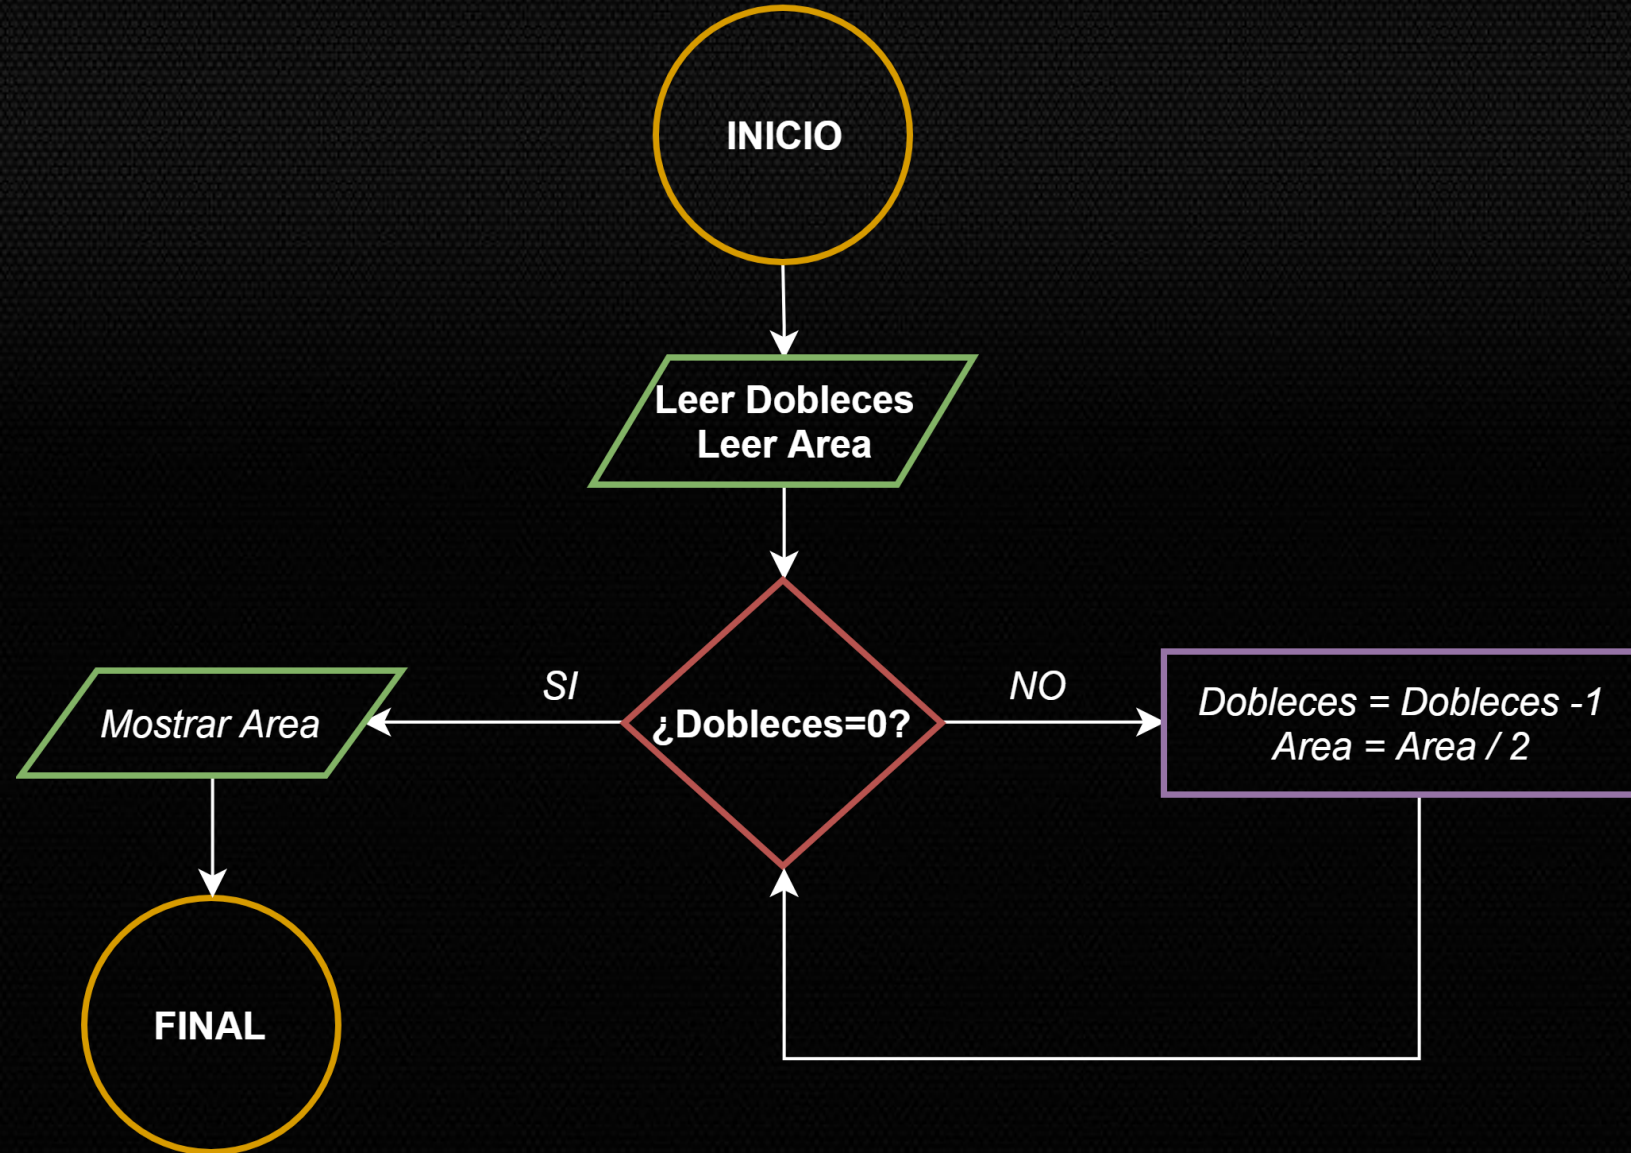 INICIO
Leer Dobleces
Leer Area
¿Dobleces=0?
SI
NO
Mostrar Area
Dobleces = Dobleces -1
Area = Area / 2
FINAL